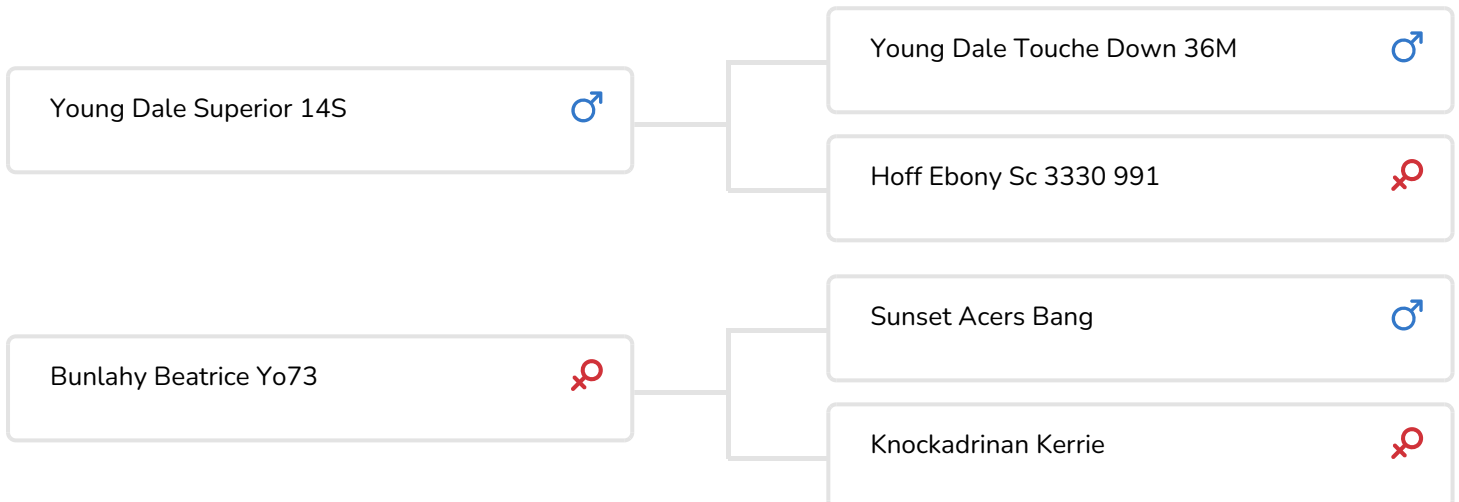 Young Dale Touche Down 36M
Young Dale Superior 14S
Hoff Ebony Sc 3330 991
Sunset Acers Bang
Bunlahy Beatrice Yo73
Knockadrinan Kerrie